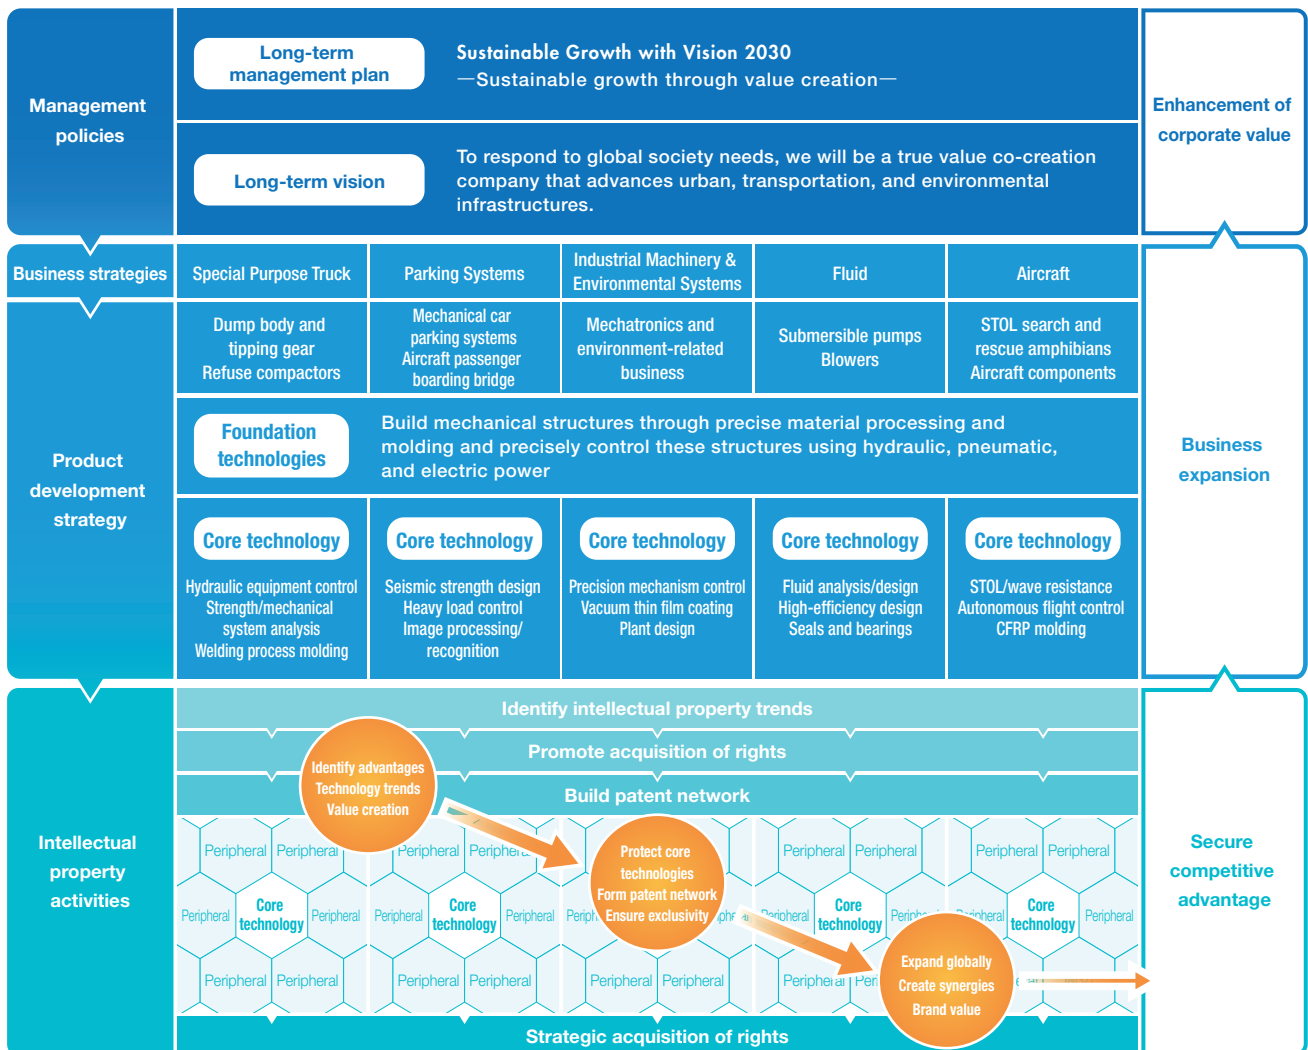 Management
policies
Long-term
management plan
Sustainable Growth with Vision 2030
—Sustainable growth through value creation—
Long-term vision
To respond to global society needs, we will be a true value co-creation
company that advances urban, transportation, and environmental
infrastructures.
Enhancement of
corporate value
Business strategies
Special Purpose Truck
Parking Systems
Industrial Machinery &
Environmental Systems
Fluid
Aircraft
Product
development
strategy
Dump body and
tipping gear
Refuse compactors
Mechanical car
parking systems
Aircraft passenger
boarding bridge
Mechatronics and
environment-related
business
Submersible pumps
Blowers
STOL search and
rescue amphibians
Aircraft components
Foundation
technologies
Build mechanical structures through precise material processing and
molding and precisely control these structures using hydraulic, pneumatic,
and electric power
Core technology
Hydraulic equipment control
Strength/mechanical
system analysis
Welding process molding
Core technology
Seismic strength design
Heavy load control
Image processing/
recognition
Core technology
Precision mechanism control
Vacuum thin film coating
Plant design
Core technology
Fluid analysis/design
High-efficiency design
Seals and bearings
Core technology
STOL/wave resistance
Autonomous flight control
CFRP molding
Business
expansion
Intellectual
property
activities
Identify intellectual property trends
Promote acquisition of rights
Build patent network
Identify advantages
Technology trends
Value creation
Peripheral Peripheral
Peripheral Peripheral
Peripheral Peripheral
Peripheral Peripheral
Protect core
technologies
Form patent network
Ensure exclusivity
Peripheral
Core
technology
Peripheral
Peripheral
Core
technology
Peripheral
Peripheral
Core
technology
Peripheral
Core
technology
Peripheral
Peripheral Peripheral
Peripheral Peripheral
Peripheral Peripheral
Peripheral
Expand globally
Create synergies
Brand value
Strategic acquisition of rights
Secure
competitive
advantage